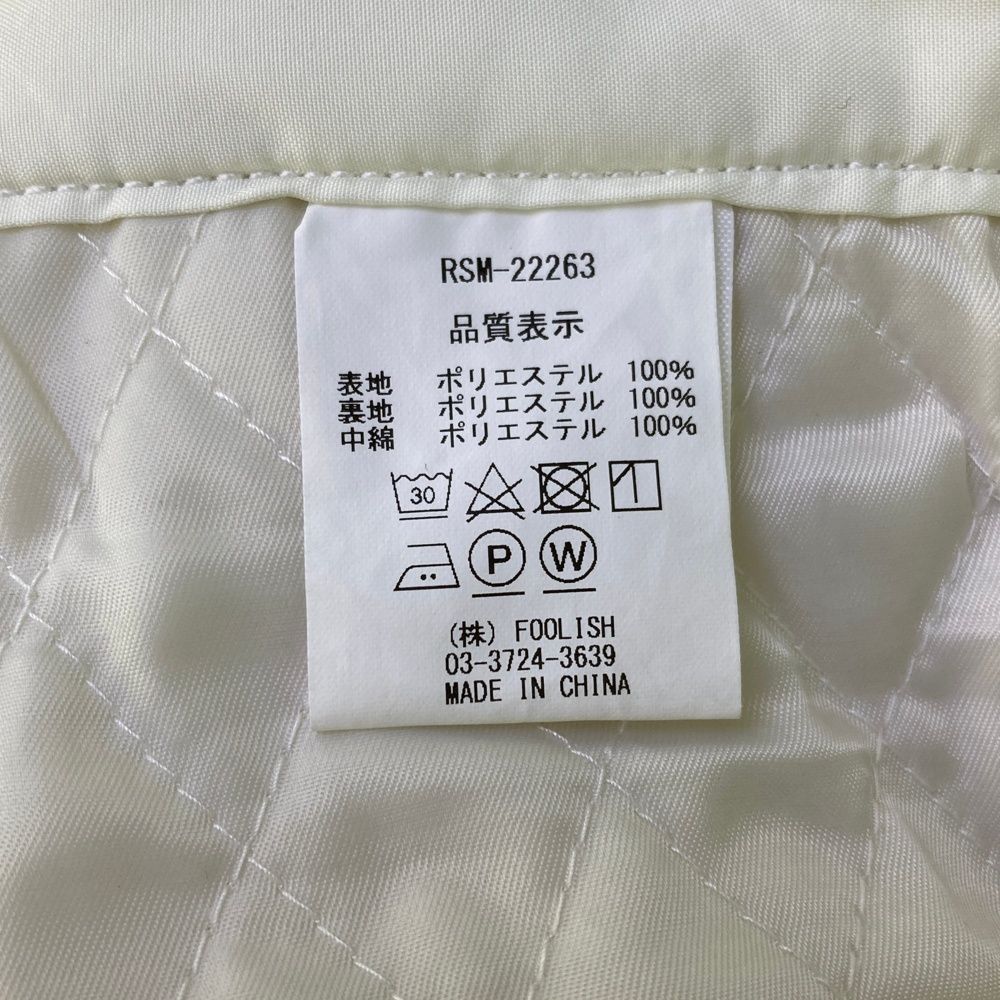 RSM-22263
品質表示
表地 ポリエステル 100%
裏地 ポリエステル 100%
中綿 ポリエステル 100%
30
P W
(株) FOOLISH
03-3724-3639
MADE IN CHINA